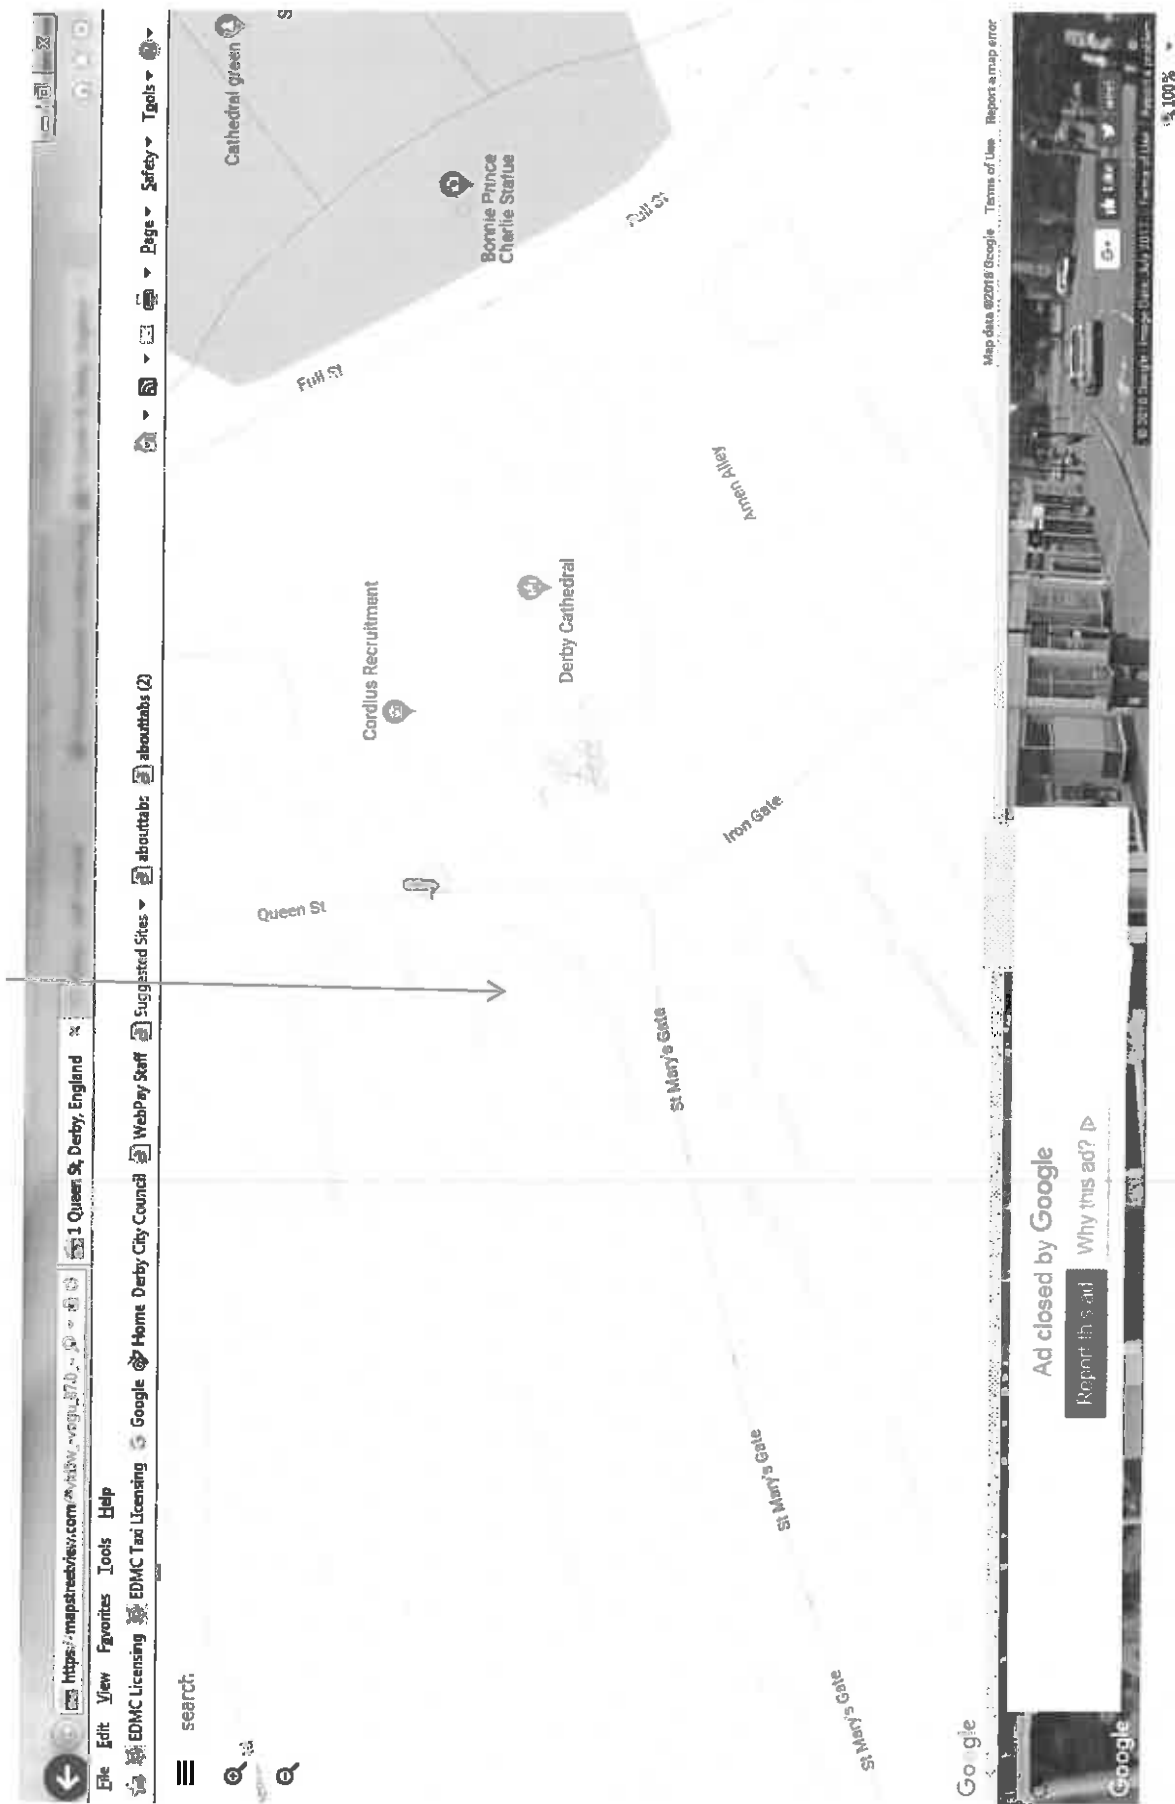 https://mapstreetview.com/
1 Queen St, Derby, England
File Edit View Favorites Tools Help
EDMC Licensing EDMC Taxi Licensing Google Home Derby City Council WebPay Staff Suggested Sites abouttabs abouttabs (2)
Page Safety Tools
search
Cathedral green
S
Bonnie Prince
Charlie Statue
Full St
Full St
Queen St
Cordius Recruitment
Derby Cathedral
Amen Alley
Iron Gate
St Mary's Gate
St Mary's Gate
St Mary's Gate
Google
Map data ©2018 Google Terms of Use Report a map error
Ad closed by Google
Report this ad Why this ad?
G+
Google
100%